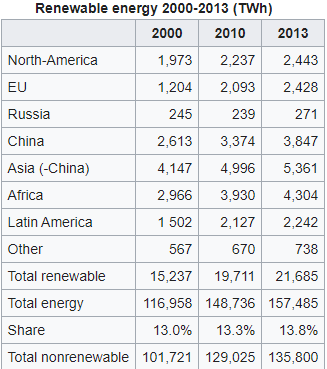 Renewable energy 2000-2013 (TWh)
2000 2010 2013
North-America 1,973 2,237 2,443
EU 1,204 2,093 2,428
Russia 245 239 271
China 2,613 3,374 3,847
Asia (-China) 4,147 4,996 5,361
Africa 2,966 3,930 4,304
Latin America 1 502 2,127 2,242
Other 567 670 738
Total renewable 15,237 19,711 21,685
Total energy 116,958 148,736 157,485
Share 13.0% 13.3% 13.8%
Total nonrenewable 101,721 129,025 135,800